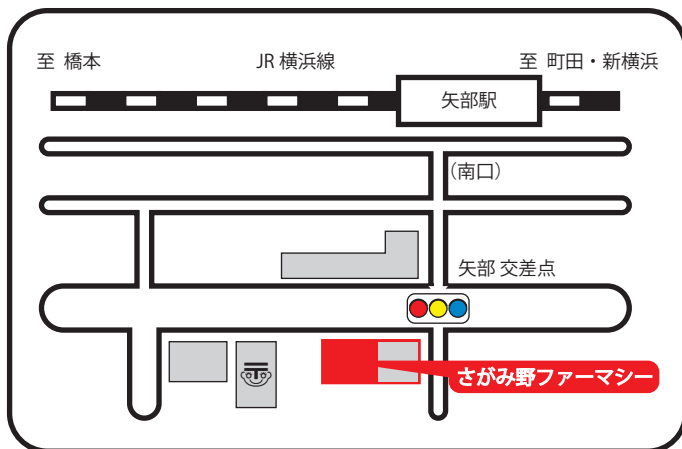 至 橋本
JR 横浜線
至 町田・新横浜
矢部駅
(南口)
矢部 交差点
さがみ野ファーマシー